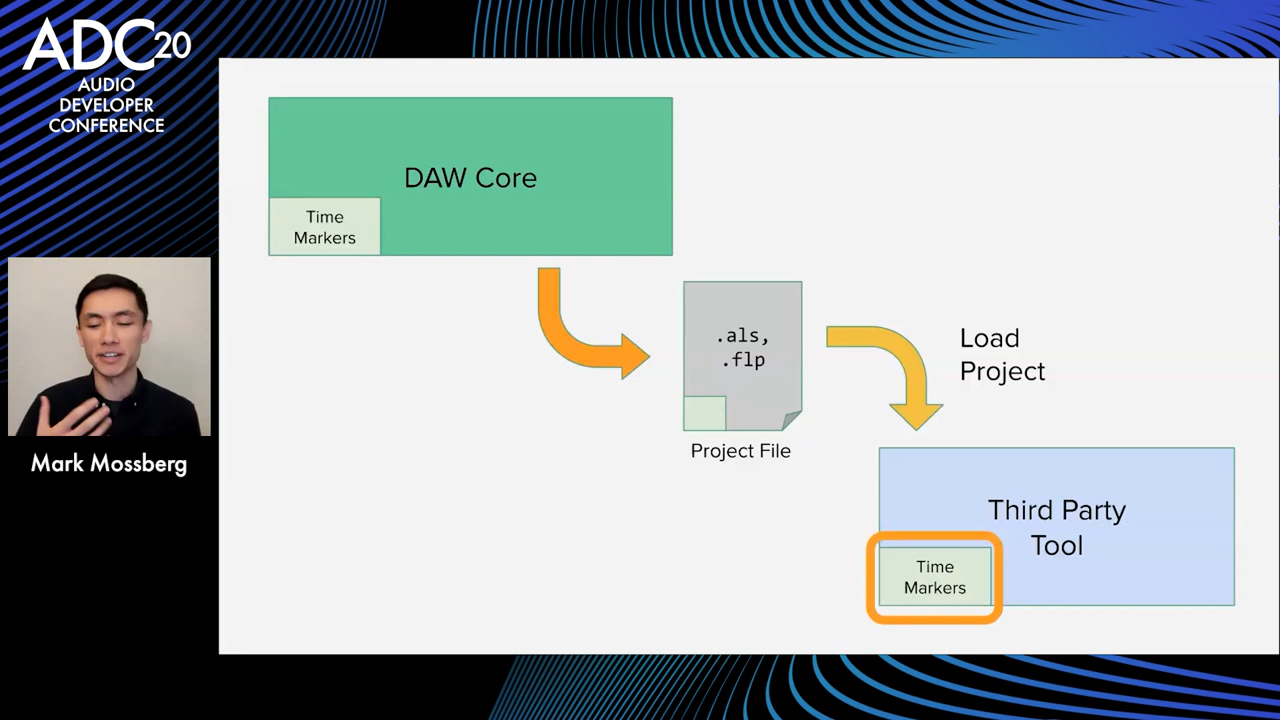 ADC20
AUDIO
DEVELOPER
CONFERENCE
Mark Mossberg
DAW Core
Time
Markers
.als,
.flp
Project File
Load
Project
Third Party
Tool
Time
Markers